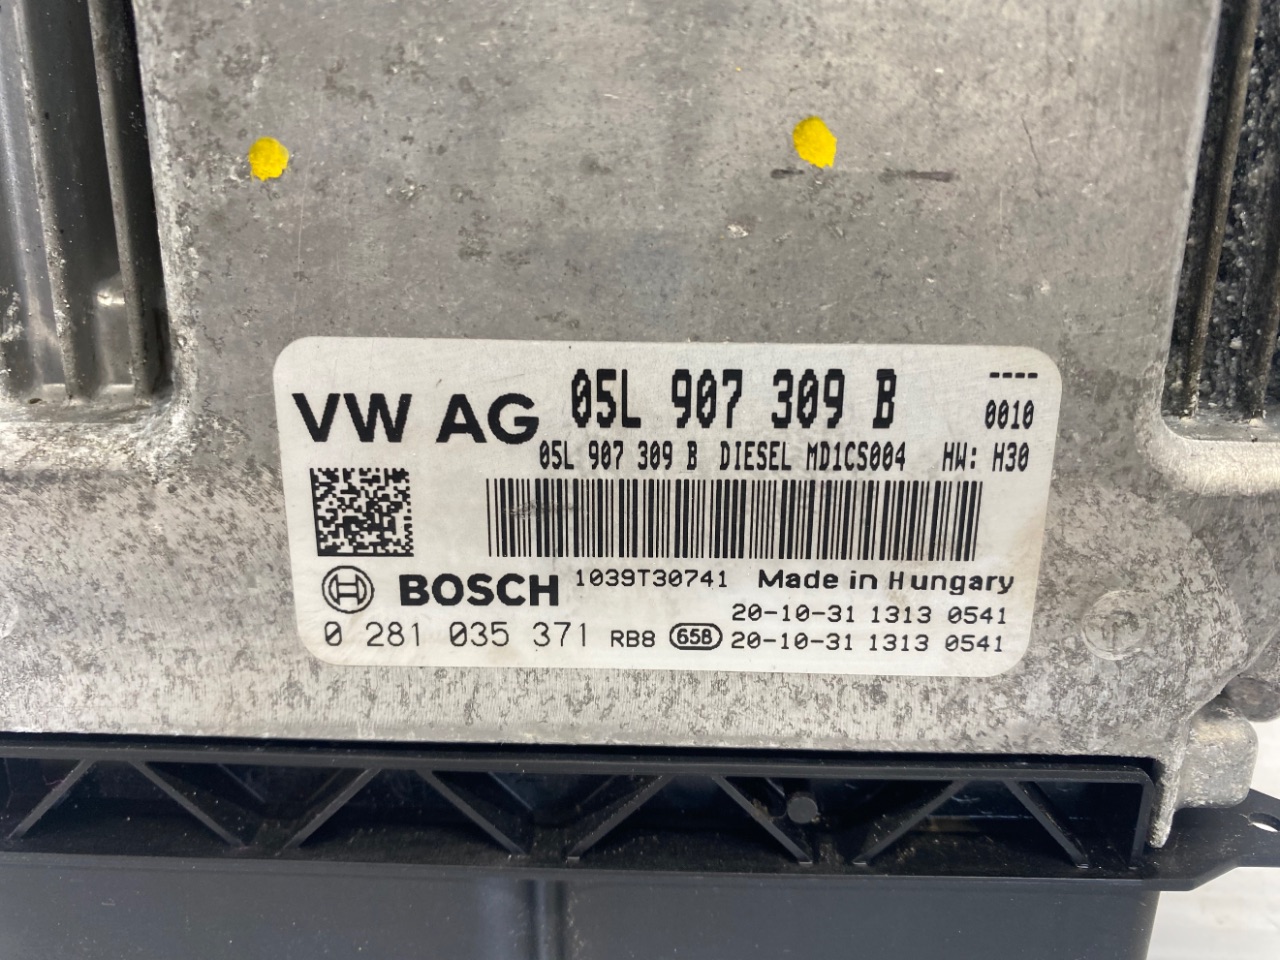 VW AG 05L 907 309 B ----
0010
05L 907 309 B DIESEL MD1CS004 HW: H30
BOSCH 1039T30741 Made in Hungary
20-10-31 1313 0541
0 281 035 371 RB8 658 20-10-31 1313 0541